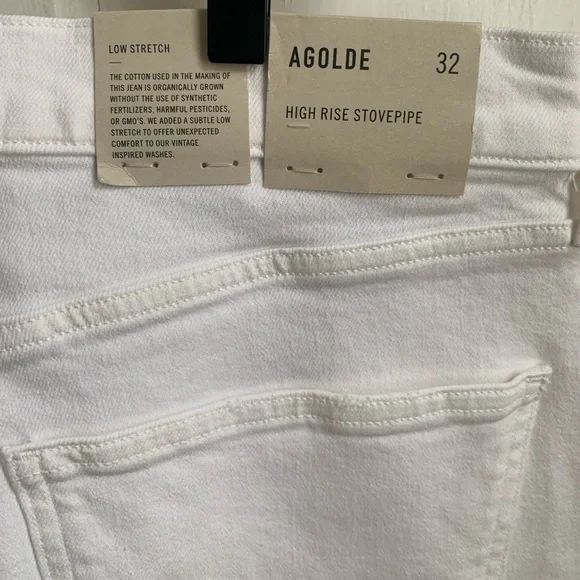 LOW STRETCH
THE COTTON USED IN THE MAKING OF
THIS JEAN IS ORGANICALLY GROWN
WITHOUT THE USE OF SYNTHETIC
FERTILIZERS, HARMFUL PESTICIDES,
OR GMO'S. WE ADDED A SUBTLE LOW
STRETCH TO OFFER UNEXPECTED
COMFORT TO OUR VINTAGE
INSPIRED WASHES.
AGOLDE 32
HIGH RISE STOVEPIPE